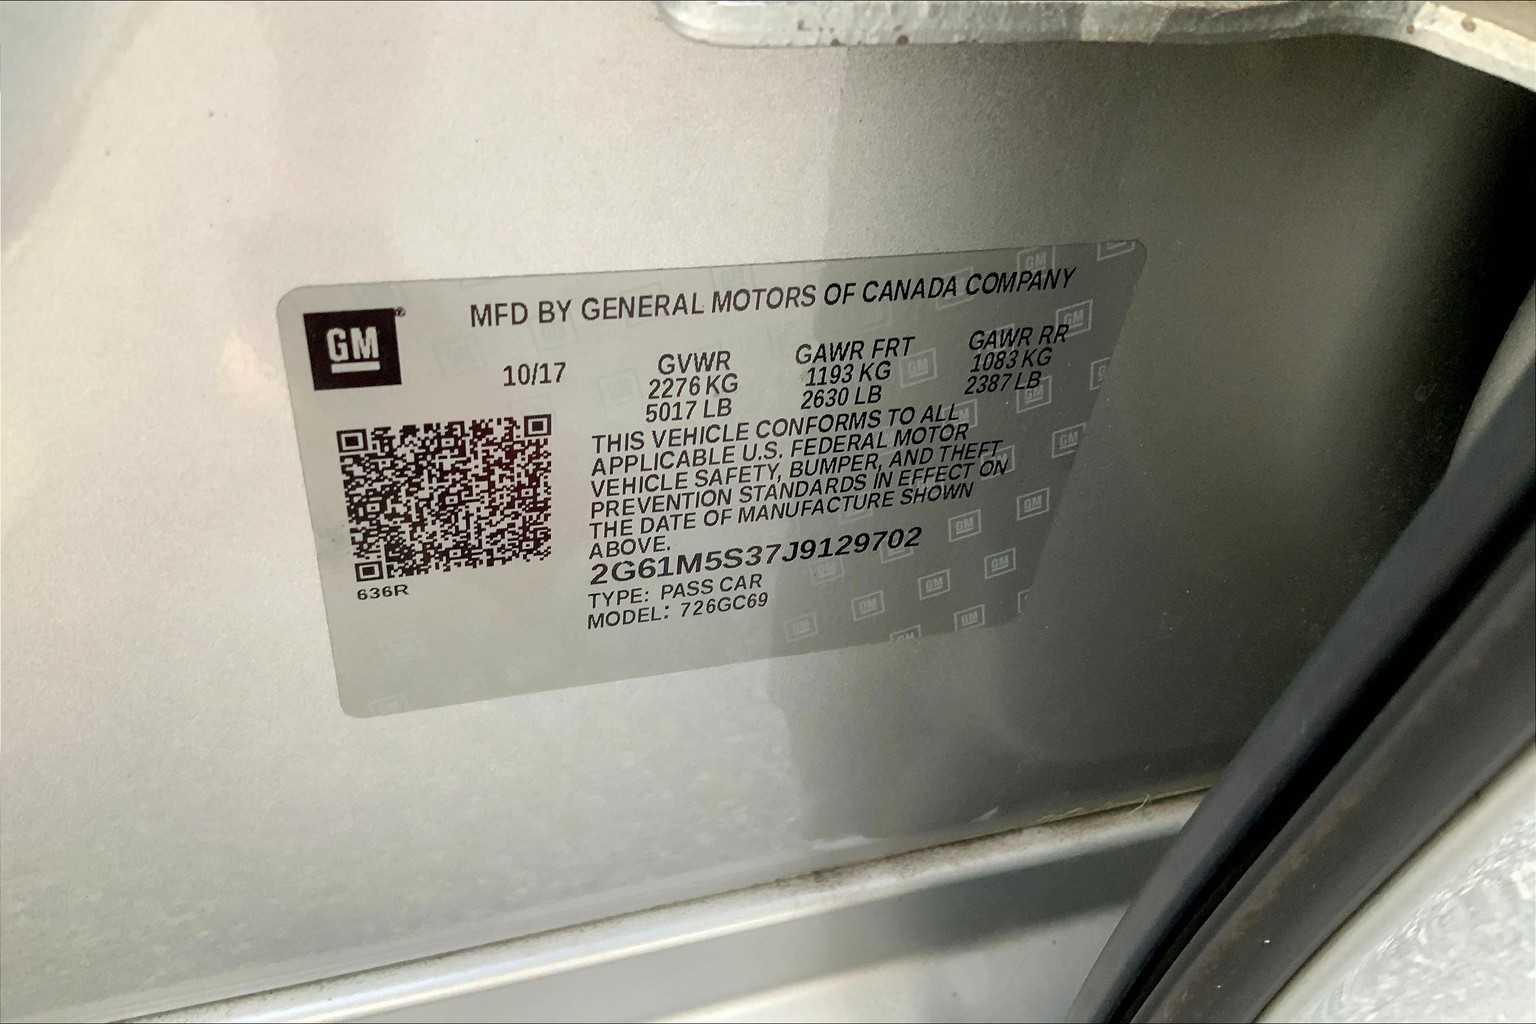 GM®
MFD BY GENERAL MOTORS OF CANADA COMPANY
10/17
GVWR
2276 KG
5017 LB
GAWR FRT
1193 KG
2630 LB
GAWR RR
1083 KG
2387 LB
THIS VEHICLE CONFORMS TO ALL
APPLICABLE U.S. FEDERAL MOTOR
VEHICLE SAFETY, BUMPER, AND THEFT
PREVENTION STANDARDS IN EFFECT ON
THE DATE OF MANUFACTURE SHOWN
ABOVE.
2G61M5S37J9129702
TYPE: PASS CAR
MODEL: 726GC69
636R